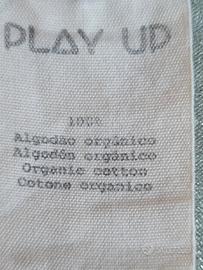 PLAY UP
100%
Algodão orgânico
Algodón orgánico
Organic cotton
Cotone organico